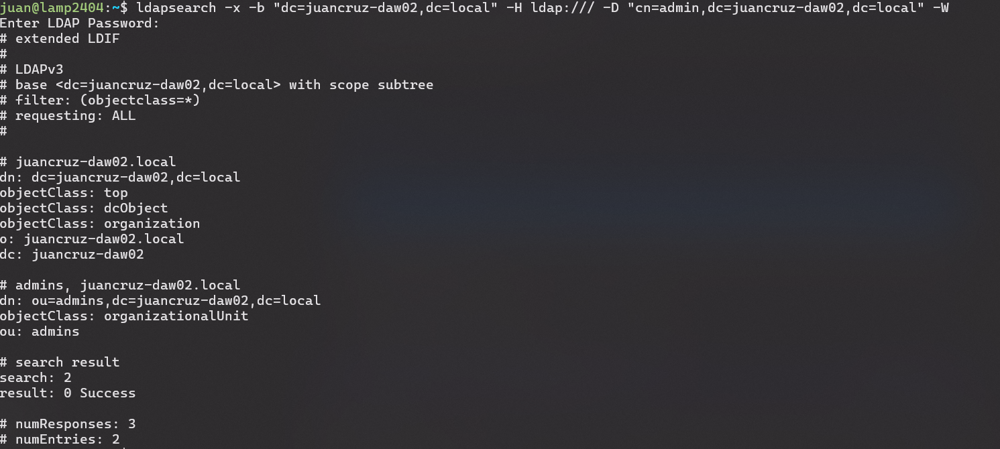 juan@lamp2404:~$ ldapsearch -x -b "dc=juancruz-daw02,dc=local" -H ldap:/// -D "cn=admin,dc=juancruz-daw02,dc=local" -W
Enter LDAP Password:
# extended LDIF
#
# LDAPv3
# base <dc=juancruz-daw02,dc=local> with scope subtree
# filter: (objectclass=*)
# requesting: ALL
#

# juancruz-daw02.local
dn: dc=juancruz-daw02,dc=local
objectClass: top
objectClass: dcObject
objectClass: organization
o: juancruz-daw02.local
dc: juancruz-daw02

# admins, juancruz-daw02.local
dn: ou=admins,dc=juancruz-daw02,dc=local
objectClass: organizationalUnit
ou: admins

# search result
search: 2
result: 0 Success

# numResponses: 3
# numEntries: 2